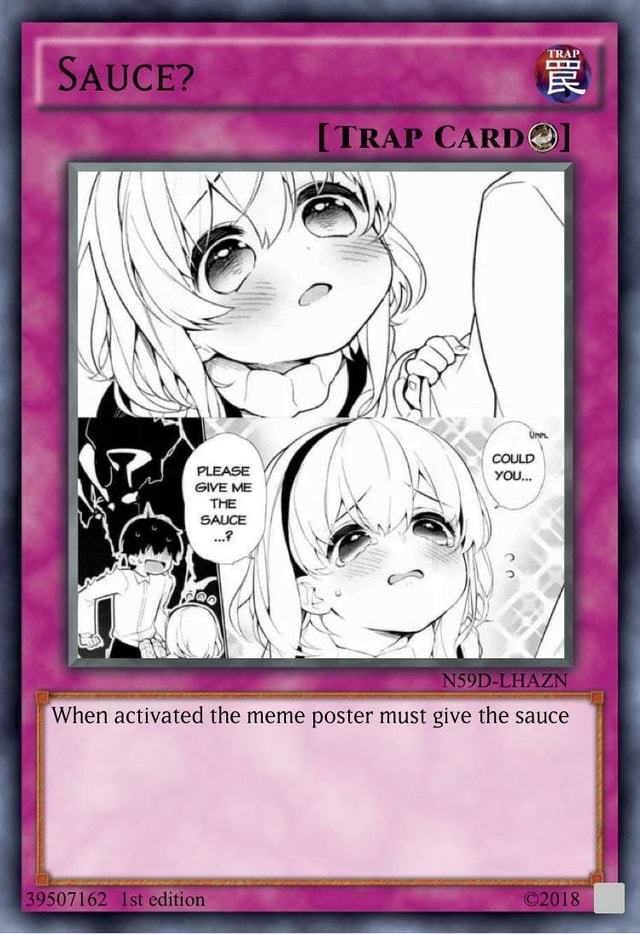 SAUCE?
TRAP
罠
[TRAP CARD]
Umm.
COULD
YOU...
PLEASE
GIVE ME
THE
SAUCE
...?
!?
N59D-LHAZN
When activated the meme poster must give the sauce
39507162 1st edition
©2018